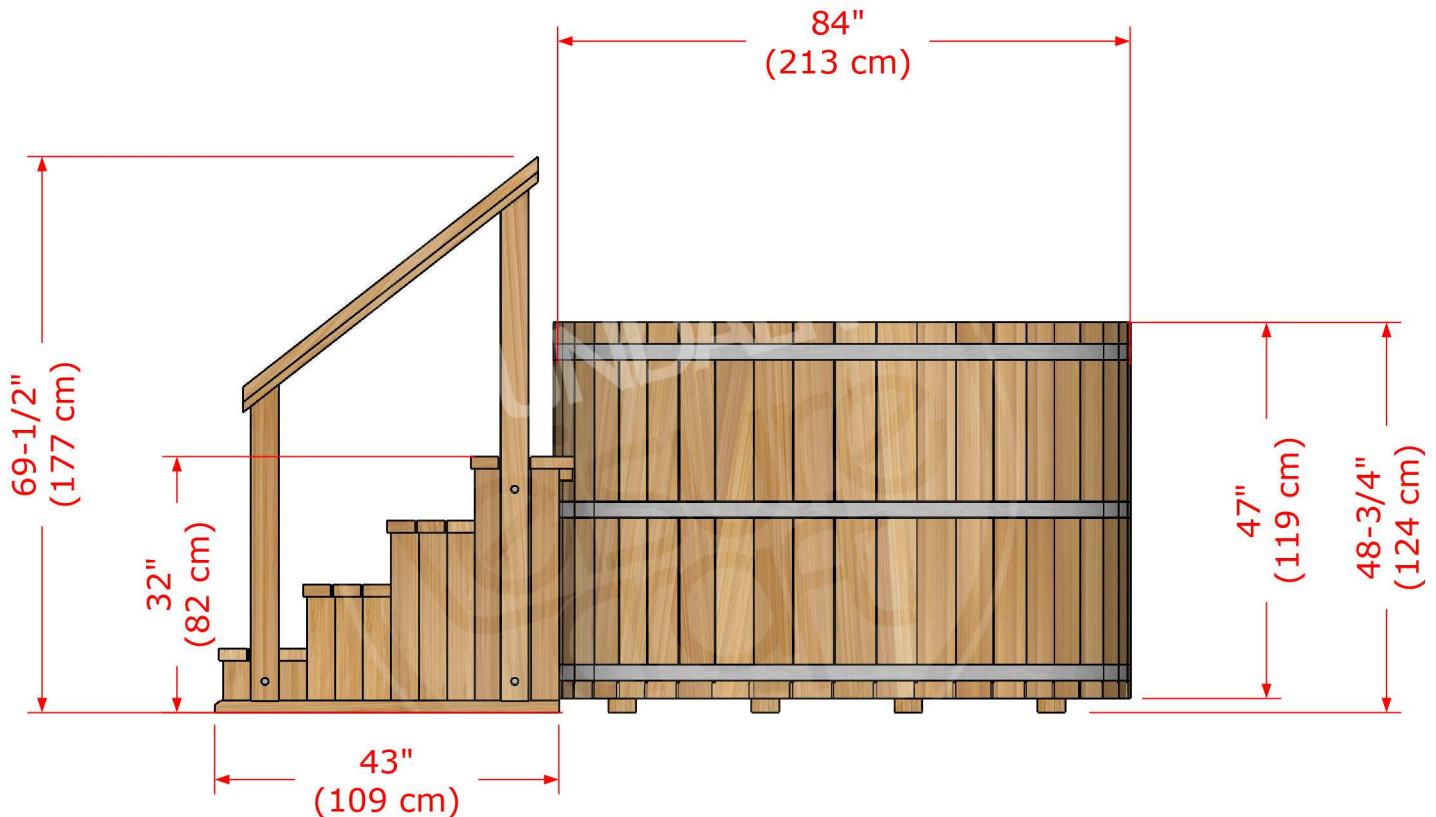 84"
(213 cm)
69-1/2"
(177 cm)
32"
(82 cm)
47"
(119 cm)
48-3/4"
(124 cm)
43"
(109 cm)